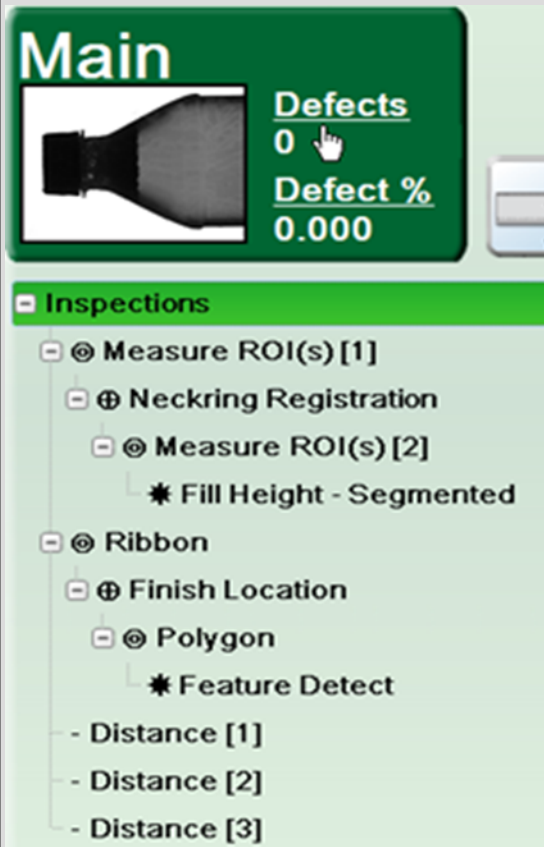 Main
Defects
0
Defect %
0.000
Inspections
Measure ROI(s) [1]
Neckring Registration
Measure ROI(s) [2]
Fill Height - Segmented
Ribbon
Finish Location
Polygon
Feature Detect
- Distance [1]
- Distance [2]
- Distance [3]